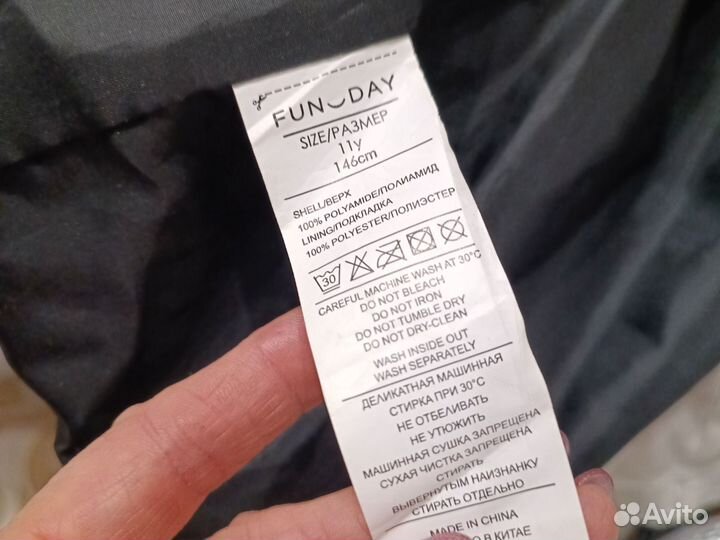 FUN DAY
SIZE/РАЗМЕР
11y
146cm
SHELL/ВЕРХ
100% POLYAMIDE/ПОЛИАМИД
LINING/ПОДКЛАДКА
100% POLYESTER/ПОЛИЭСТЕР
30
CAREFUL MACHINE WASH AT 30°C
DO NOT BLEACH
DO NOT IRON
DO NOT TUMBLE DRY
DO NOT DRY-CLEAN
WASH INSIDE OUT
WASH SEPARATELY
ДЕЛИКАТНАЯ МАШИННАЯ
СТИРКА ПРИ 30°C
НЕ ОТБЕЛИВАТЬ
НЕ УТЮЖИТЬ
МАШИННАЯ СУШКА ЗАПРЕЩЕНА
СУХАЯ ЧИСТКА ЗАПРЕЩЕНА
СТИРАТЬ
ВЫВЕРНУТЫМ НАИЗНАНКУ
СТИРАТЬ ОТДЕЛЬНО
MADE IN CHINA
В КИТАЕ
Avito